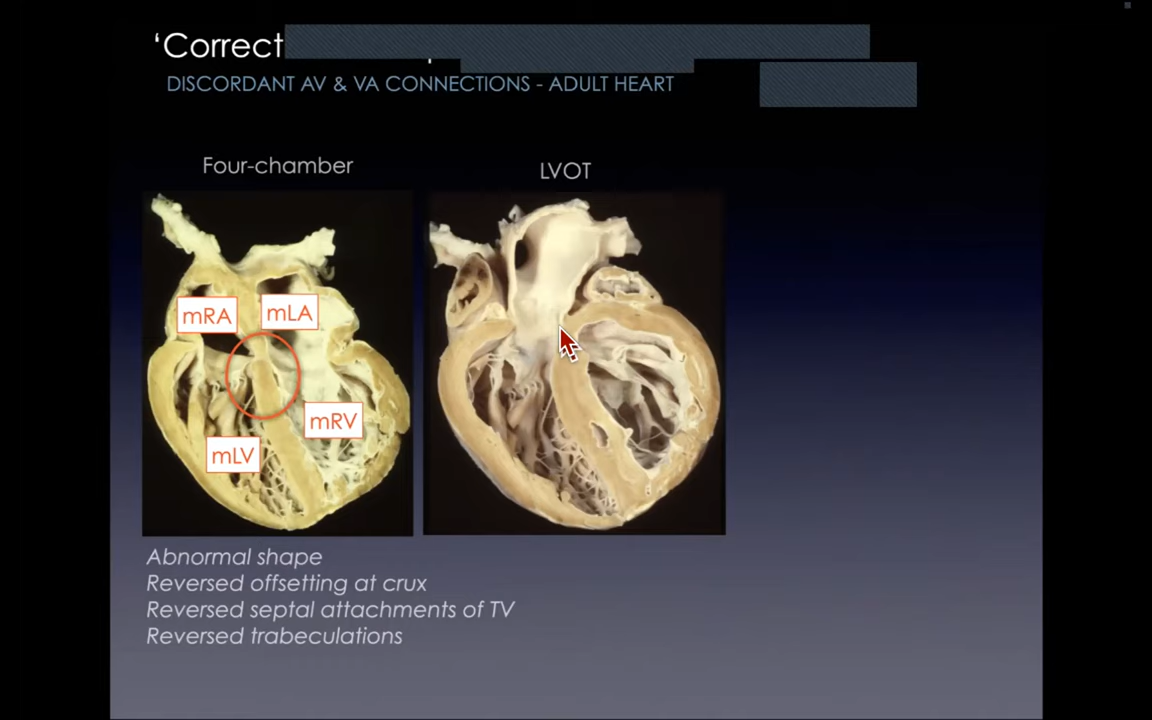 ‘Correct
DISCORDANT AV & VA CONNECTIONS - ADULT HEART
Four-chamber
LVOT
mRA
mLA
mRV
mLV
Abnormal shape
Reversed offsetting at crux
Reversed septal attachments of TV
Reversed trabeculations